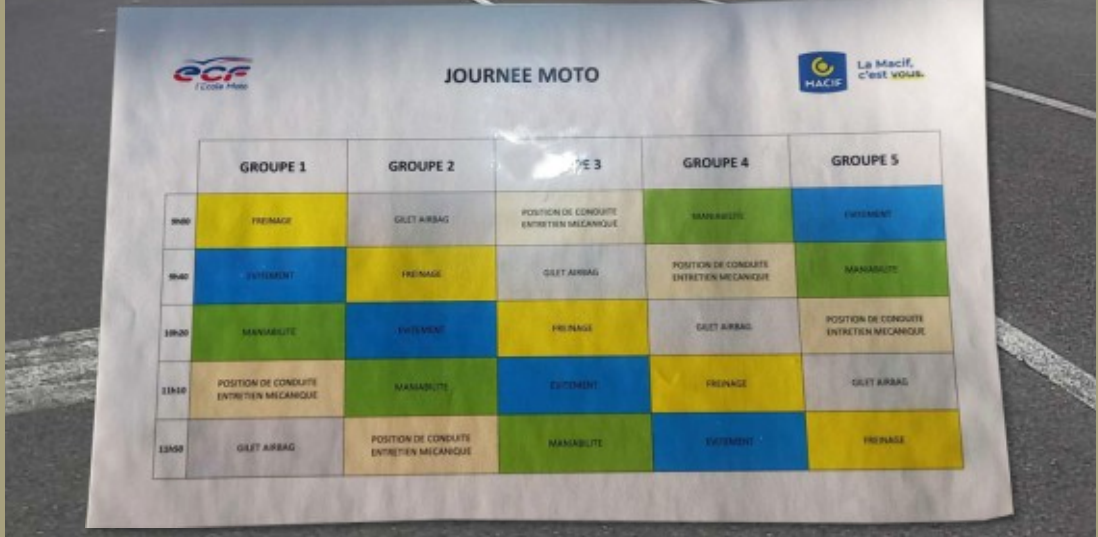 ecf
l'Ecole Moto
JOURNEE MOTO
MACIF
La Macif,
c'est vous.
GROUPE 1
GROUPE 2
PE 3
GROUPE 4
GROUPE 5
9h00
FREINAGE
GILET AIRBAG
POSITION DE CONDUITE
ENTRETIEN MECANIQUE
MANIABILITE
EVITEMENT
9h40
EVITEMENT
FREINAGE
GILET AIRBAG
POSITION DE CONDUITE
ENTRETIEN MECANIQUE
MANIABILITE
10h20
MANIABILITE
EVITEMENT
FREINAGE
GILET AIRBAG
POSITION DE CONDUITE
ENTRETIEN MECANIQUE
11h10
POSITION DE CONDUITE
ENTRETIEN MECANIQUE
MANIABILITE
EVITEMENT
FREINAGE
GILET AIRBAG
11h50
GILET AIRBAG
POSITION DE CONDUITE
ENTRETIEN MECANIQUE
MANIABILITE
EVITEMENT
FREINAGE